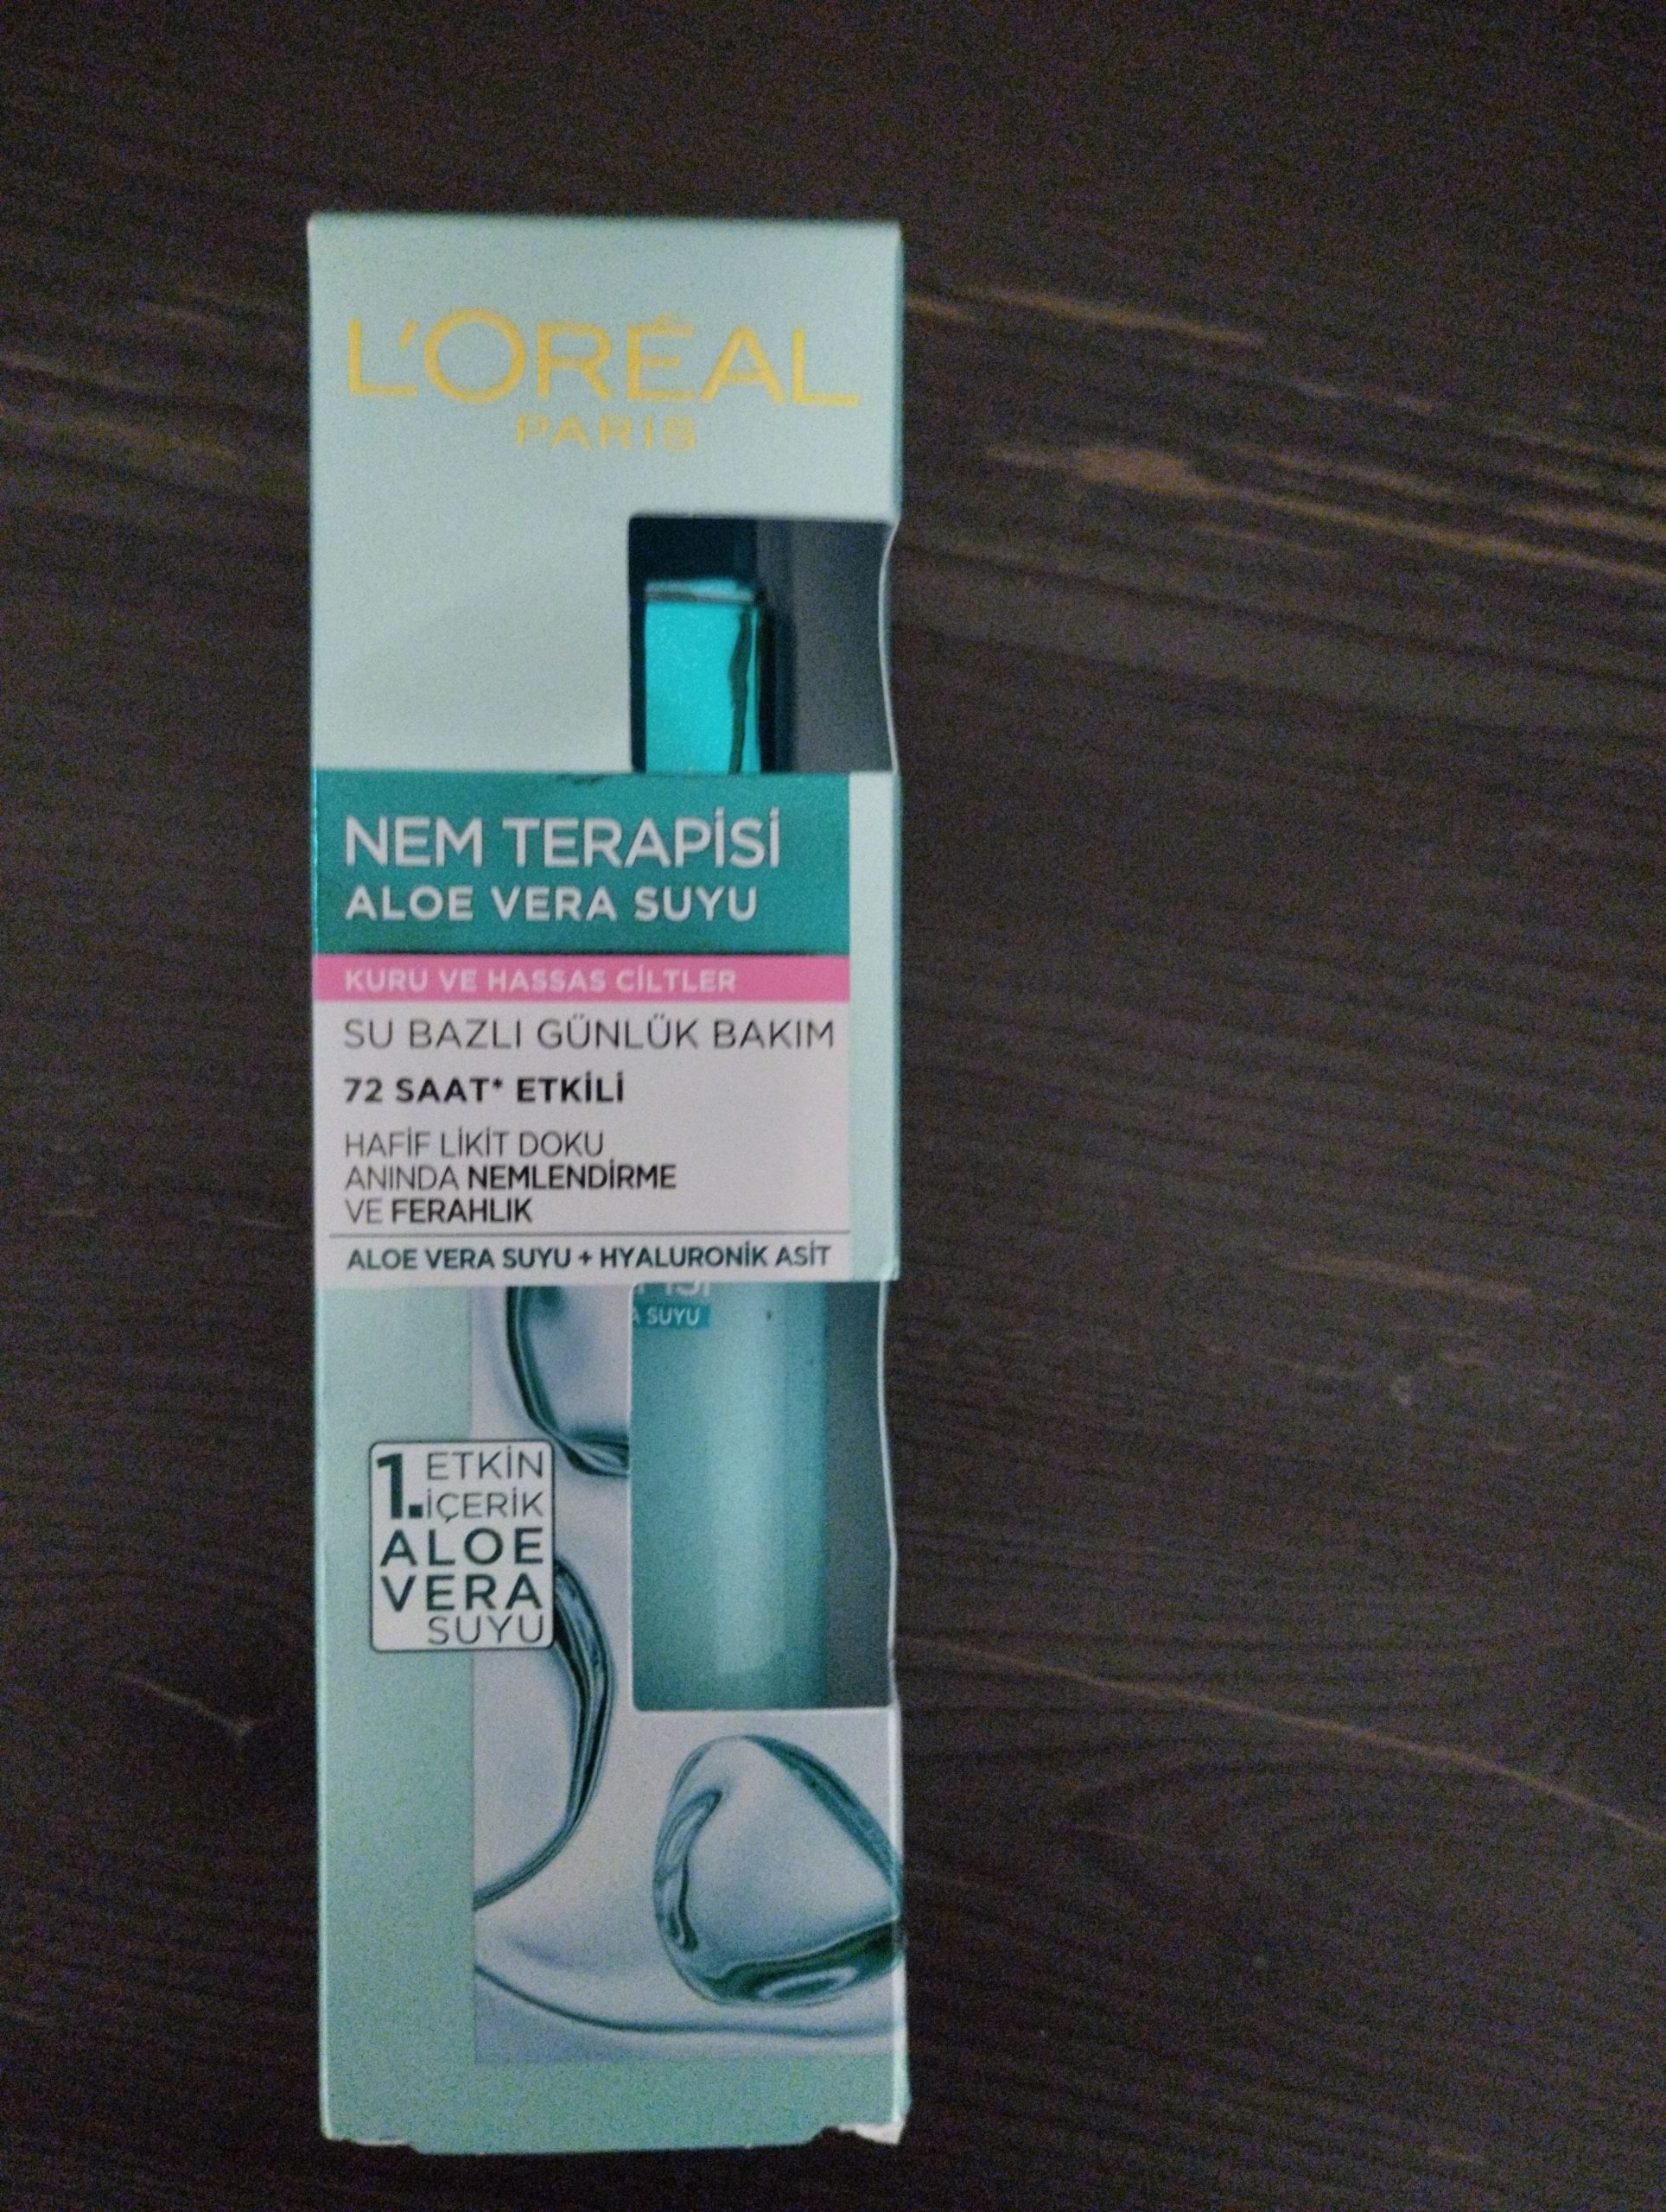 L'ORÉAL
PARIS
NEM TERAPİSİ
ALOE VERA SUYU
KURU VE HASSAS CİLTLER
SU BAZLI GÜNLÜK BAKIM
72 SAAT* ETKİLİ
HAFİF LİKİT DOKU
ANINDA NEMLENDİRME
VE FERAHLIK
ALOE VERA SUYU + HYALURONİK ASİT
SUYU
1. ETKİN
İÇERİK
ALOE
VERA
SUYU